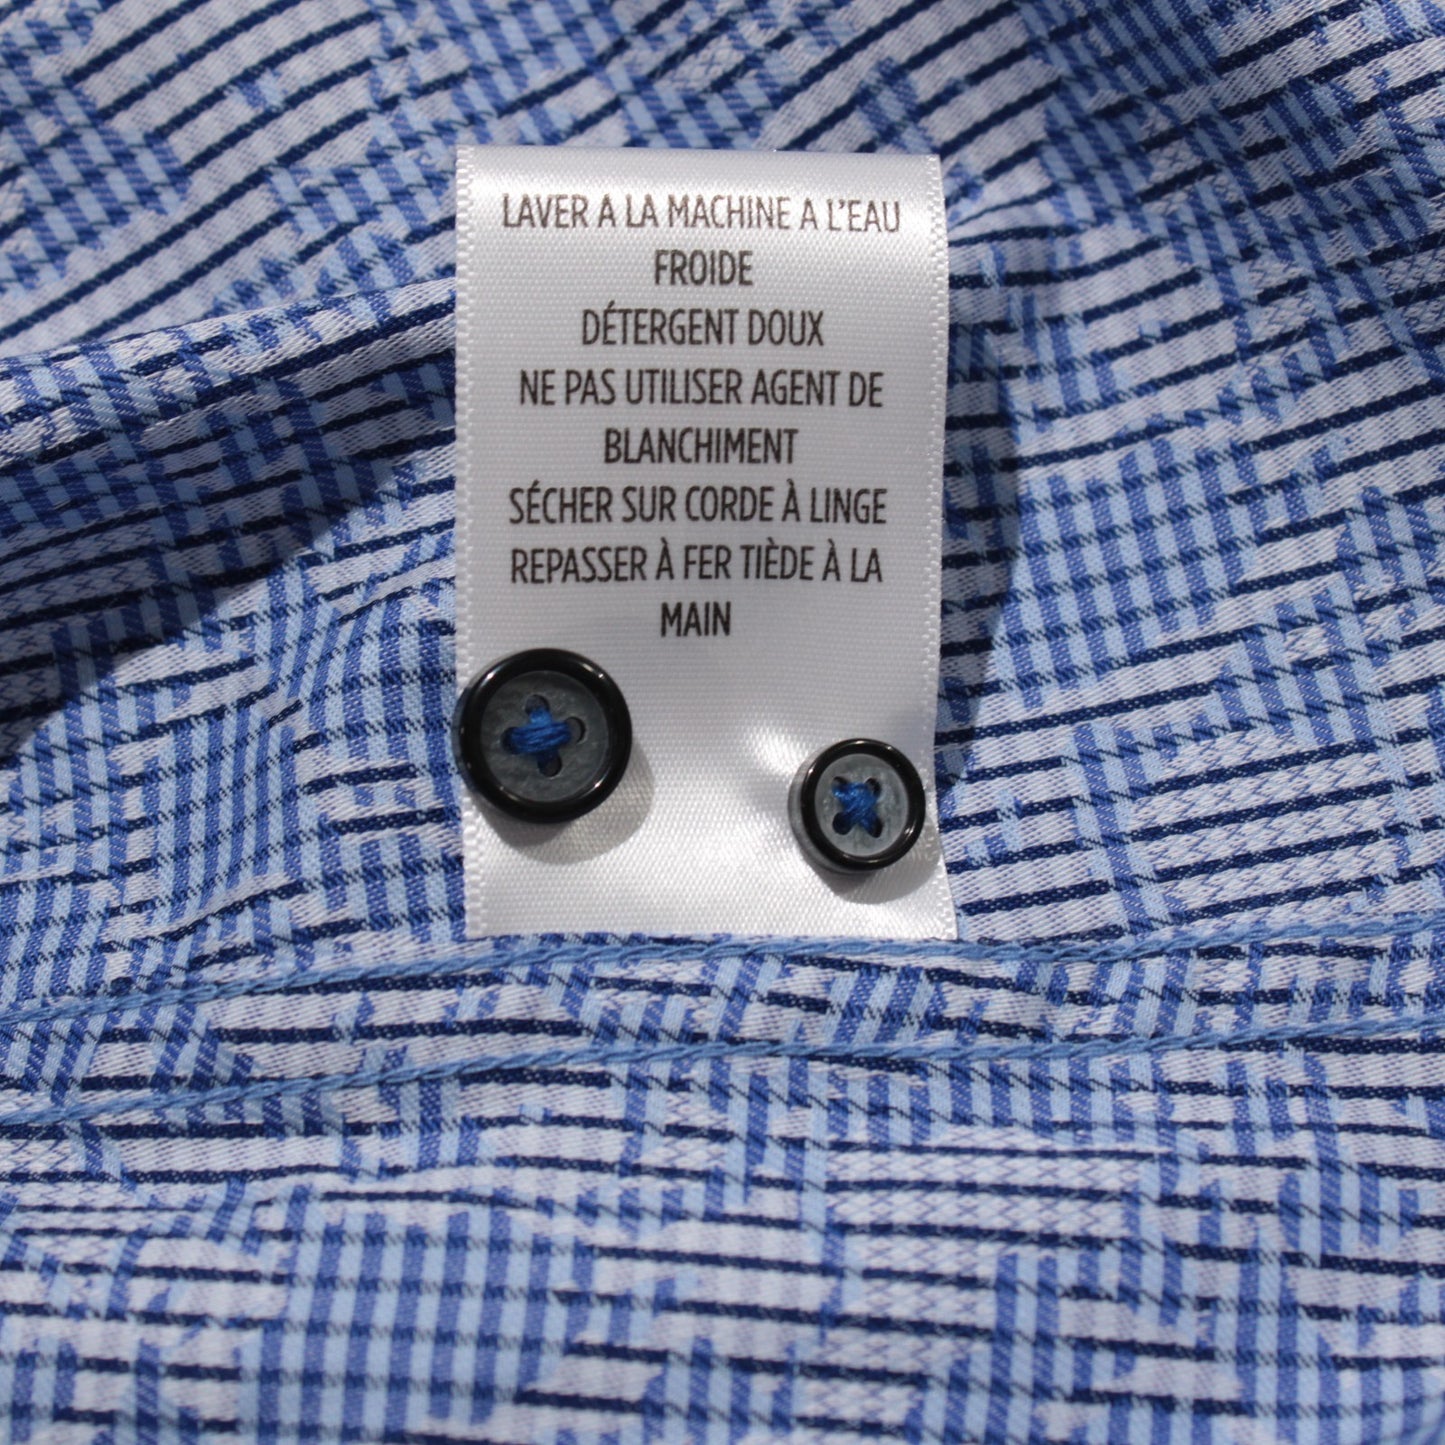 LAVER A LA MACHINE A L'EAU
FROIDE
DÉTERGENT DOUX
NE PAS UTILISER AGENT DE
BLANCHIMENT
SÉCHER SUR CORDE À LINGE
REPASSER À FER TIÈDE À LA
MAIN